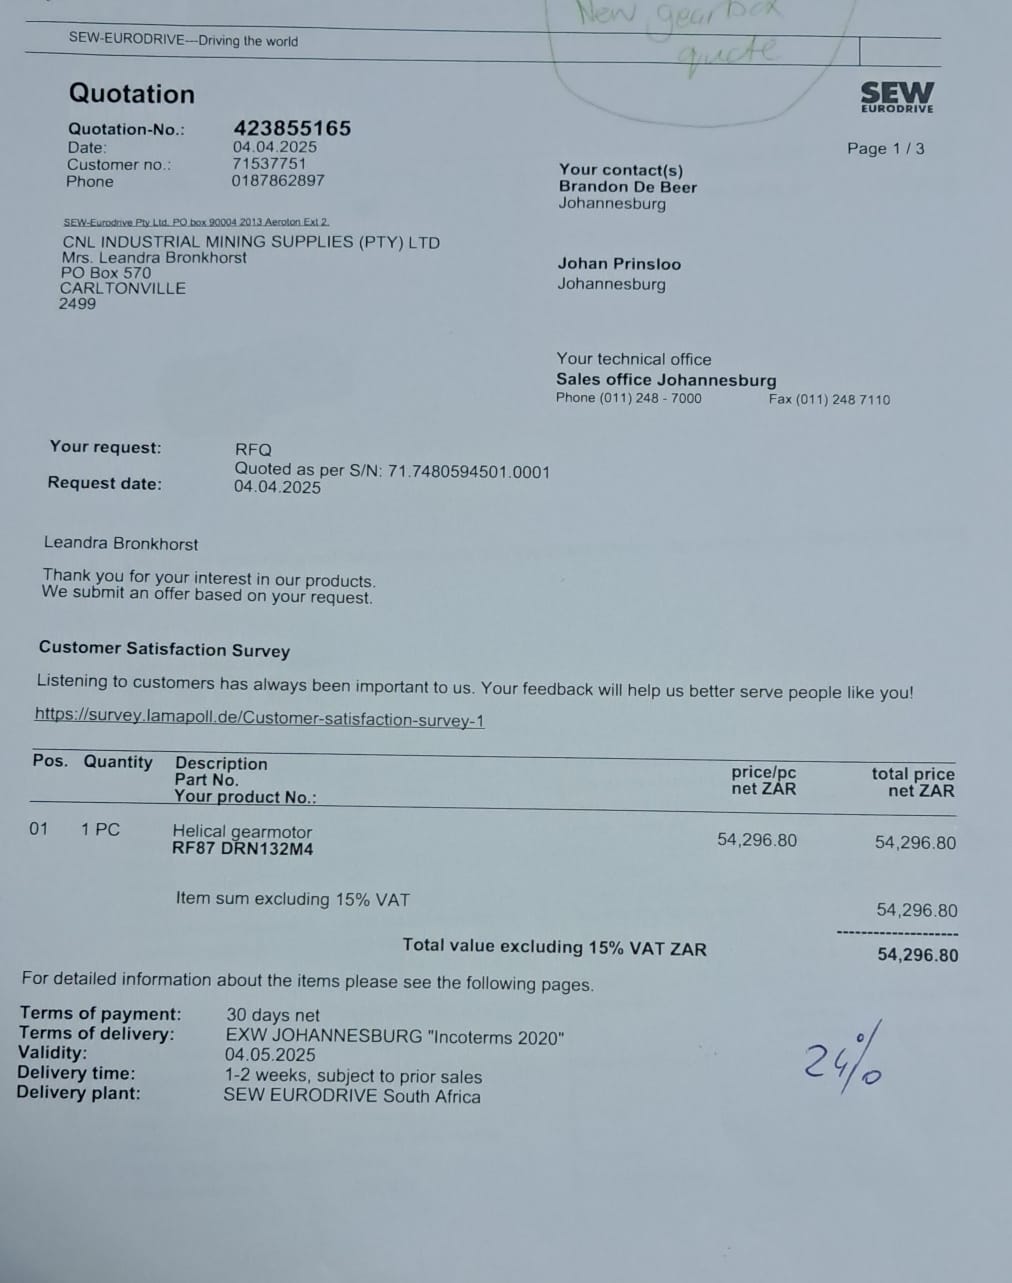 New gearbox
quote
SEW-EURODRIVE—Driving the world
SEW
EURODRIVE
Quotation
Page 1 / 3
Quotation-No.: 423855165
Date: 04.04.2025
Customer no.: 71537751
Phone 0187862897
Your contact(s)
Brandon De Beer
Johannesburg
SEW-Eurodrive Pty Ltd. PO box 90004 2013 Aeroton Ext 2.
CNL INDUSTRIAL MINING SUPPLIES (PTY) LTD
Mrs. Leandra Bronkhorst
PO Box 570
CARLTONVILLE
2499
Johan Prinsloo
Johannesburg
Your technical office
Sales office Johannesburg
Phone (011) 248 - 7000 Fax (011) 248 7110
Your request: RFQ
Quoted as per S/N: 71.7480594501.0001
Request date: 04.04.2025
Leandra Bronkhorst
Thank you for your interest in our products.
We submit an offer based on your request.
Customer Satisfaction Survey
Listening to customers has always been important to us. Your feedback will help us better serve people like you!
https://survey.lamapoll.de/Customer-satisfaction-survey-1
Pos. Quantity Description price/pc total price
Part No. net ZAR net ZAR
Your product No.:
01 1 PC Helical gearmotor 54,296.80 54,296.80
RF87 DRN132M4
Item sum excluding 15% VAT 54,296.80
Total value excluding 15% VAT ZAR 54,296.80
For detailed information about the items please see the following pages.
Terms of payment: 30 days net
Terms of delivery: EXW JOHANNESBURG "Incoterms 2020"
Validity: 04.05.2025
Delivery time: 1-2 weeks, subject to prior sales
Delivery plant: SEW EURODRIVE South Africa
24%